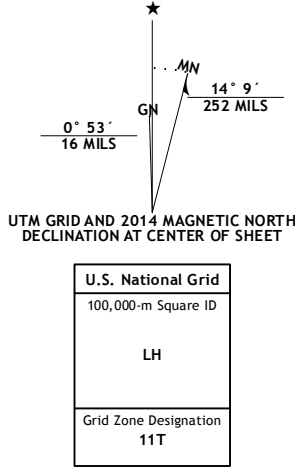 ★
MN
GN
14° 9´
252 MILS
0° 53´
16 MILS
UTM GRID AND 2014 MAGNETIC NORTH
DECLINATION AT CENTER OF SHEET
U.S. National Grid
100,000-m Square ID
LH
Grid Zone Designation
11T